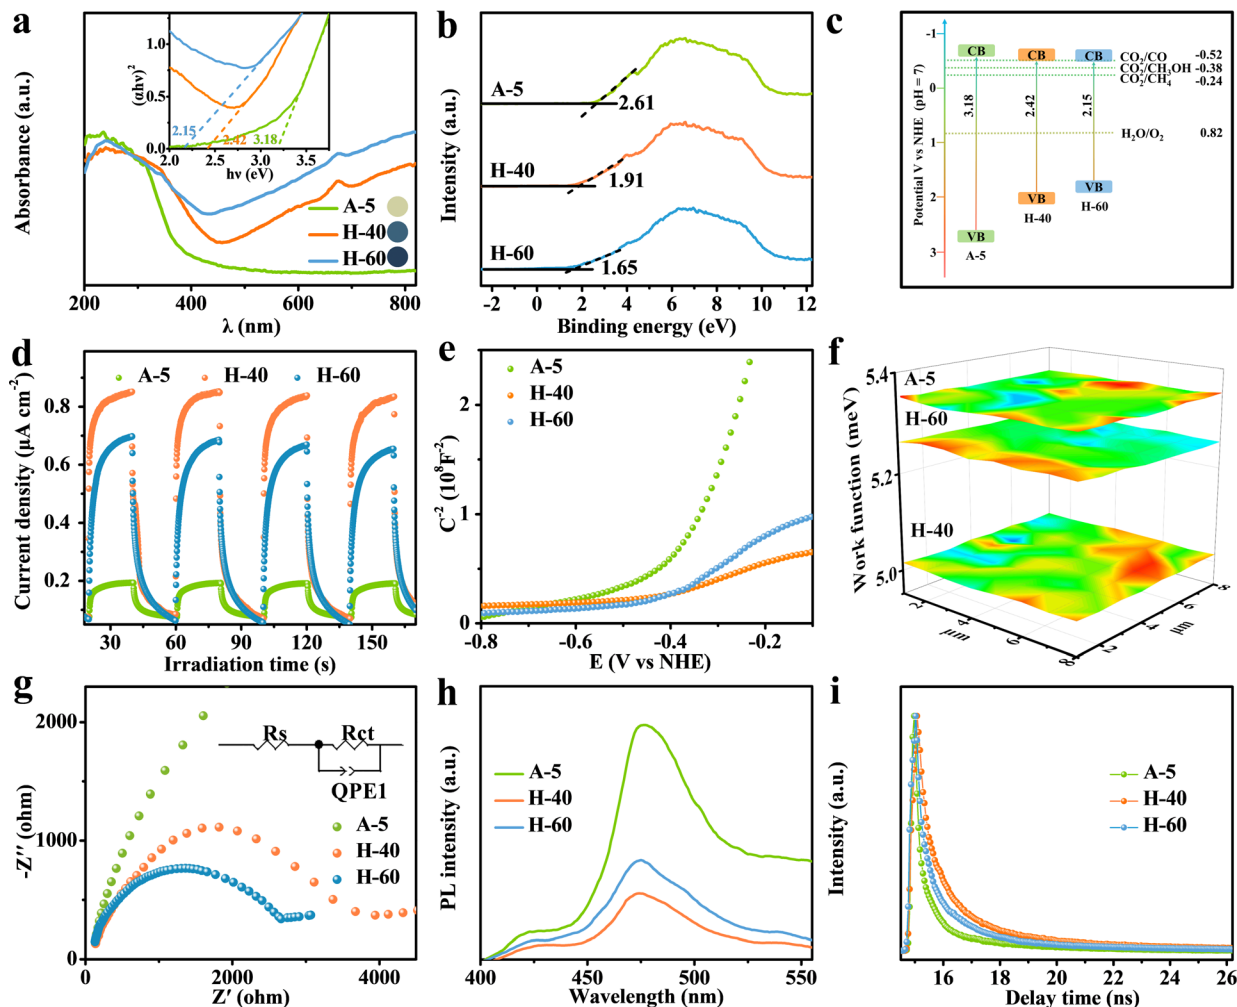 a
Absorbance (a.u.)
(αhν)²
1.0
0.5
0.0
2.15
2.42
3.18
2.0 2.5 3.0 3.5
hν (eV)
A-5
H-40
H-60
200 400 600 800
λ (nm)
b
Intensity (a.u.)
A-5
2.61
H-40
1.91
H-60
1.65
-2 0 2 4 6 8 10 12
Binding energy (eV)
c
Potential V vs NHE (pH = 7)
-1
0
1
2
3
CB CB CB
3.18 2.42 2.15
CO₂/CO -0.52
CO₂/CH₃OH -0.38
CO₂/CH₄ -0.24
H₂O/O₂ 0.82
VB
H-60
VB
H-40
VB
A-5
d
Current density (μA cm⁻²)
A-5 H-40 H-60
0.8
0.6
0.4
0.2
30 60 90 120 150
Irradiation time (s)
e
C⁻² (10⁸F⁻²)
A-5
H-40
H-60
2
1
0
-0.8 -0.6 -0.4 -0.2
E (V vs NHE)
f
Work function (meV)
5.4
A-5
H-60
5.2
H-40
5.0
2 4 6 8
μm
2 4 6 8
μm
g
-Z′′ (ohm)
2000
1000
0
Rs Rct
QPE1
A-5
H-40
H-60
0 2000 4000
Z′ (ohm)
h
PL intensity (a.u.)
A-5
H-40
H-60
400 450 500 550
Wavelength (nm)
i
Intensity (a.u.)
A-5
H-40
H-60
16 18 20 22 24 26
Delay time (ns)